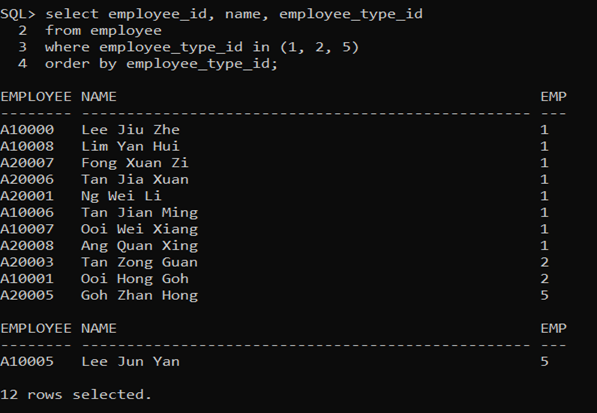 SQL> select employee_id, name, employee_type_id
  2  from employee
  3  where employee_type_id in (1, 2, 5)
  4  order by employee_type_id;
EMPLOYEE NAME                                               EMP
-------- -------------------------------------------------- ---
A10000   Lee Jiu Zhe                                        1
A10008   Lim Yan Hui                                        1
A20007   Fong Xuan Zi                                       1
A20006   Tan Jia Xuan                                       1
A20001   Ng Wei Li                                          1
A10006   Tan Jian Ming                                      1
A10007   Ooi Wei Xiang                                      1
A20008   Ang Quan Xing                                      1
A20003   Tan Zong Guan                                      2
A10001   Ooi Hong Goh                                       2
A20005   Goh Zhan Hong                                      5
EMPLOYEE NAME                                               EMP
-------- -------------------------------------------------- ---
A10005   Lee Jun Yan                                        5
12 rows selected.